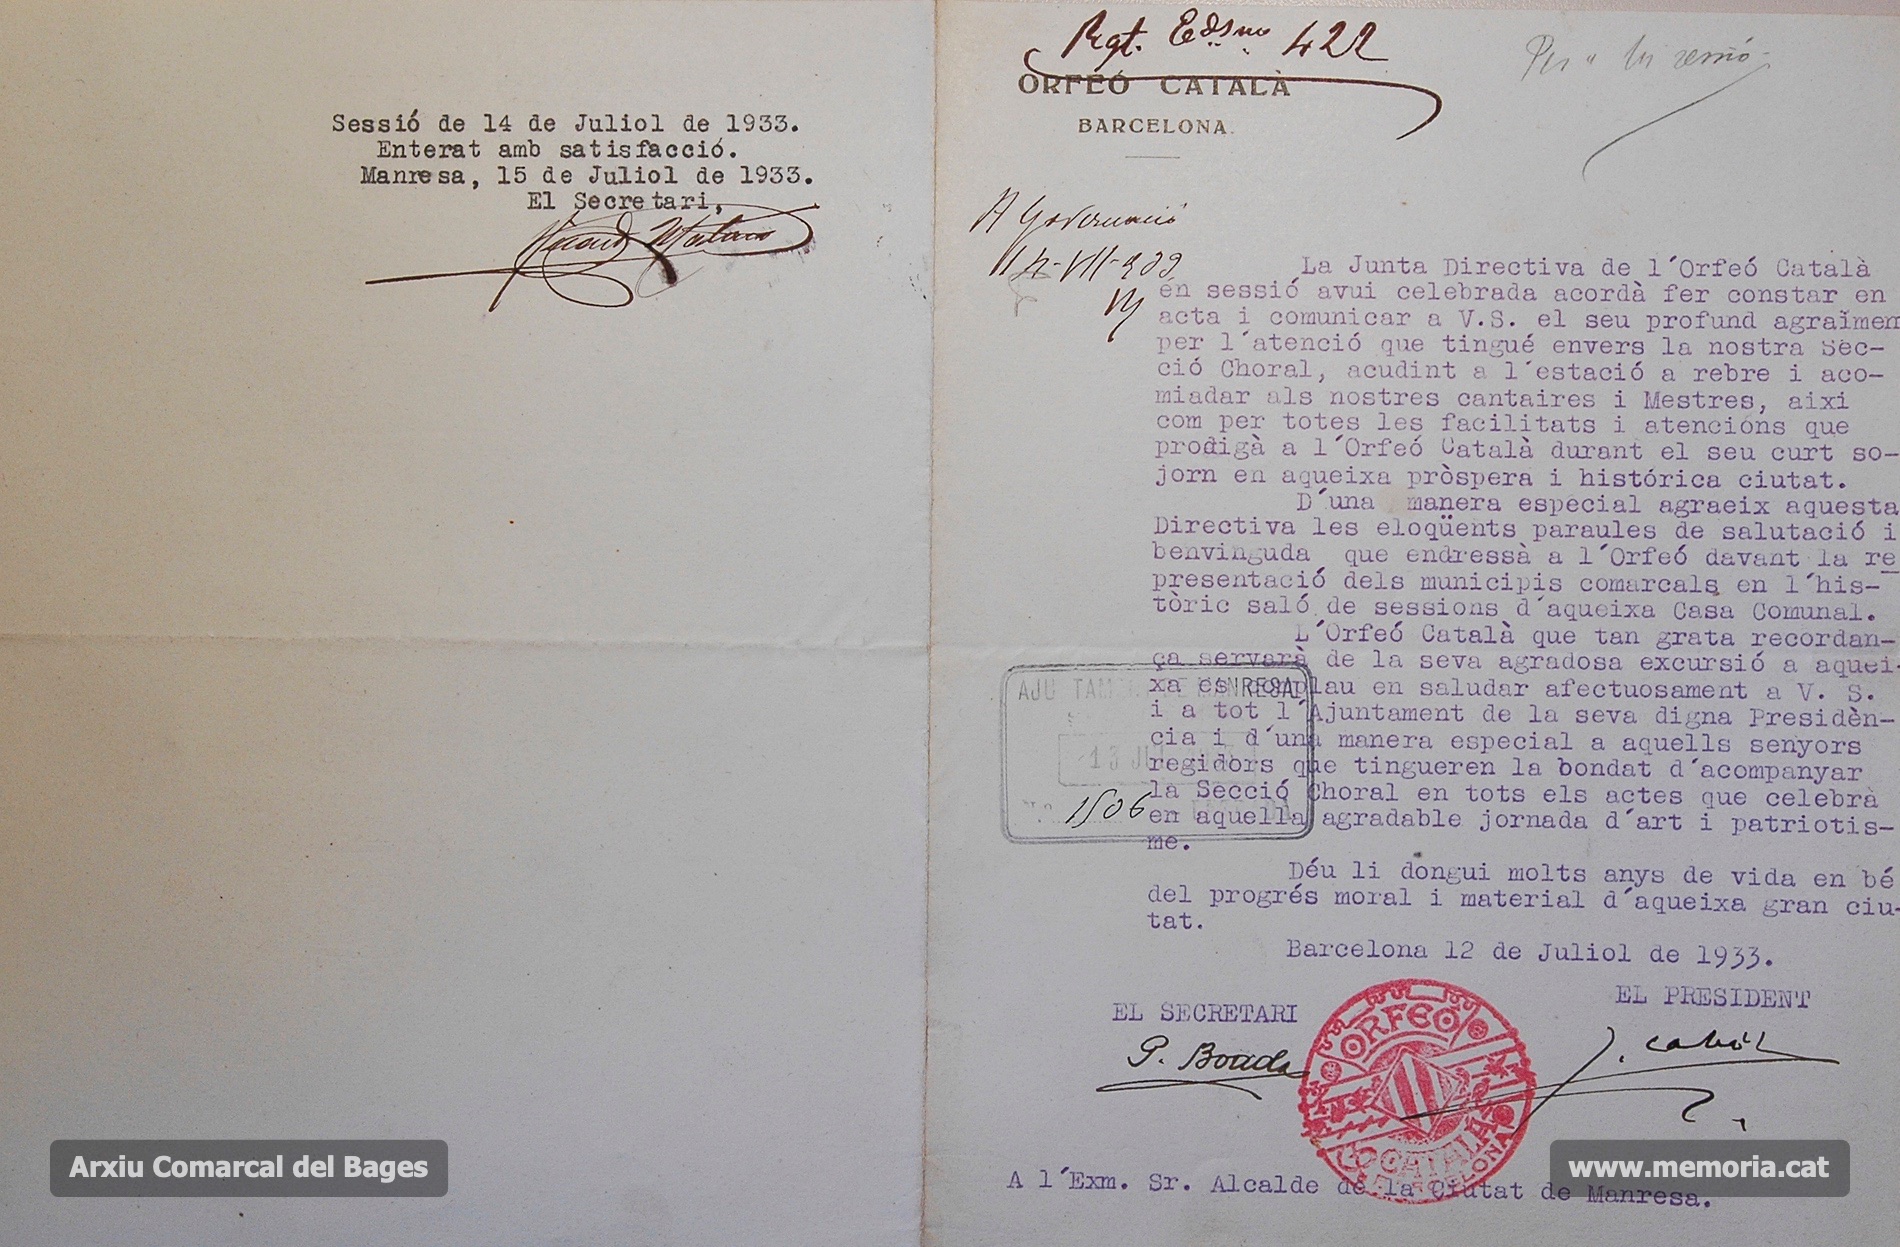 Sessió de 14 de Juliol de 1933.
Enterat amb satisfacció.
Manresa, 15 de Juliol de 1933.
El Secretari,
Rgt. 422
ORFEÓ CATALÀ
BARCELONA.
A Governació
La Junta Directiva de l´Orfeó Català
en sessió avui celebrada acordà fer constar en
acta i comunicar a V.S. el seu profund agraïmen
per l´atenció que tingué envers la nostra Sec-
ció Choral, acudint a l´estació a rebre i aco-
miadar als nostres cantaires i Mestres, aixi
com per totes les facilitats i atencións que
prodigà a l´Orfeó Català durant el seu curt so-
jorn en aqueixa pròspera i histórica ciutat.
D´una manera especial agraeix aquesta
Directiva les eloqüents paraules de salutació i
benvinguda que endressà a l´Orfeó davant la re
presentació dels municipis comarcals en l´his-
tòric saló de sessions d´aqueixa Casa Comunal.
L´Orfeó Català que tan grata recordan-
ça servarà de la seva agradosa excursió a aquei-
xa es complau en saludar afectuosament a V. S.
i a tot l´Ajuntament de la seva digna Presidèn-
cia i d´una manera especial a aquells senyors
regidors que tingueren la bondat d´acompanyar
la Secció Choral en tots els actes que celebrà
en aquella agradable jornada d´art i patriotis-
me.
Déu li dongui molts anys de vida en bé
del progrés moral i material d´aqueixa gran ciu-
tat.
Barcelona 12 de Juliol de 1933.
MANRESA
13
1506
EL SECRETARI
EL PRESIDENT
P. Boada
J. Cabot
ORFEÓ
CATALÀ
A l´Exm. Sr. Alcalde de la Ciutat de Manresa.
Arxiu Comarcal del Bages
www.memoria.cat